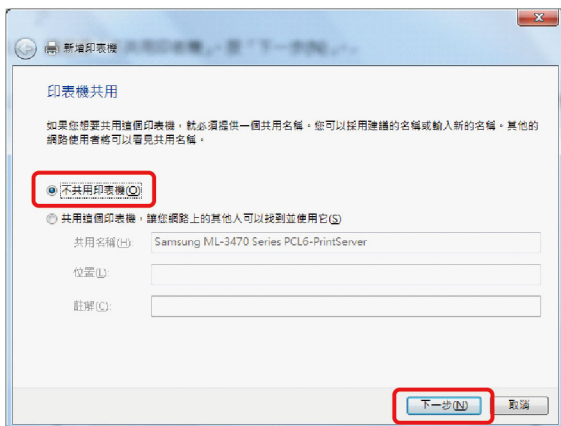 新增印表機
印表機共用
如果您想要共用這個印表機，就必須提供一個共用名稱。您可以採用建議的名稱或輸入新的名稱。其他的
網路使用者將可以看見共用名稱。
不共用印表機(O)
共用這個印表機，讓您網路上的其他人可以找到並使用它(S)
共用名稱(H): Samsung ML-3470 Series PCL6-PrintServer
位置(L):
註解(C):
下一步(N) 取消